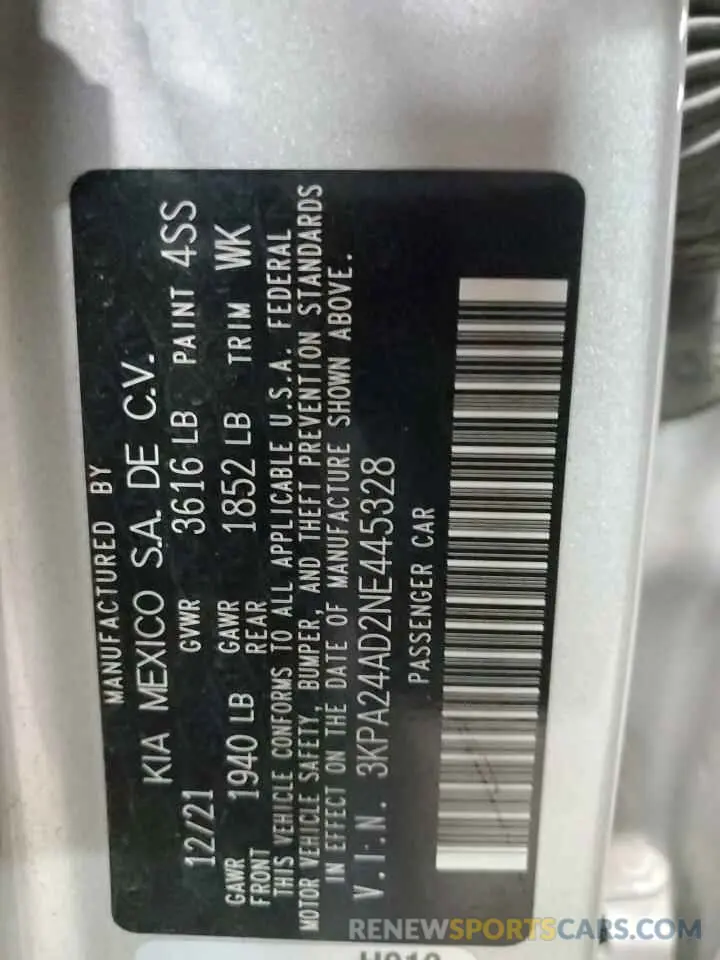 MANUFACTURED BY
KIA MEXICO S.A. DE C.V.
12/21 GVWR 3616 LB PAINT 4SS
GAWR FRONT 1940 LB GAWR REAR 1852 LB TRIM WK
THIS VEHICLE CONFORMS TO ALL APPLICABLE U.S.A. FEDERAL
MOTOR VEHICLE SAFETY, BUMPER, AND THEFT PREVENTION STANDARDS
IN EFFECT ON THE DATE OF MANUFACTURE SHOWN ABOVE.
V.I.N. 3KPA24AD2NE445328
PASSENGER CAR
RENEWSPORTSCARS.COM